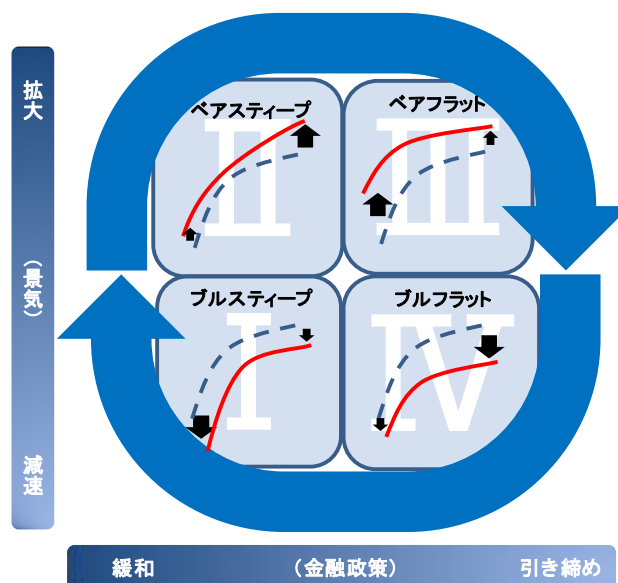 拡大
(景気)
減速
ベアスティープ
II
ベアフラット
III
ブルスティープ
I
ブルフラット
IV
緩和
(金融政策)
引き締め